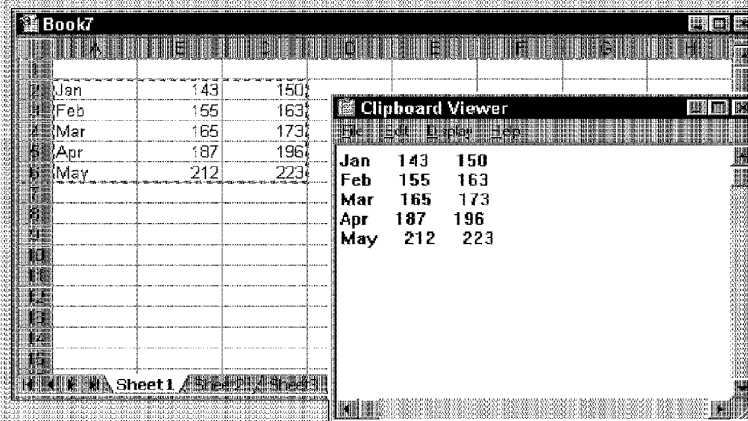 Book7
A B C D E F G H
2 Jan 143 150
3 Feb 155 163
4 Mar 165 173
5 Apr 187 196
6 May 212 223
7
8
9
10
11
12
13
14
15
Sheet1 Sheet2 Sheet3
Clipboard Viewer
File Edit Display Help
Jan 143 150
Feb 155 163
Mar 165 173
Apr 187 196
May 212 223